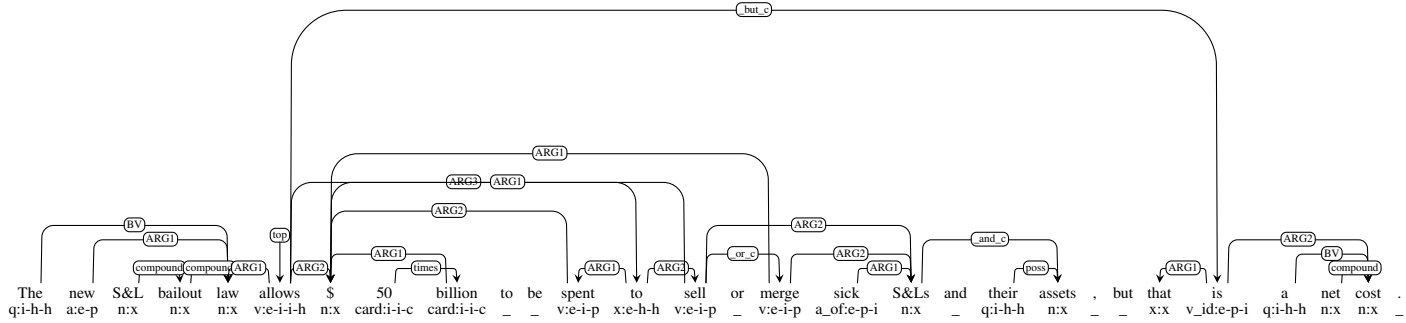 _but_c
ARG1
ARG3 ARG1
ARG2
BV top ARG2 ARG2
ARG1 ARG1 _or_c ARG2 _and_c BV
compound compound ARG1 ARG2 times ARG1 ARG2 ARG1 poss ARG1 compound
The new S&L bailout law allows $ 50 billion to be spent to sell or merge sick S&Ls and their assets , but that is a net cost .
q:i-h-h a:e-p n:x n:x n:x v:e-i-i-h n:x card:i-i-c card:i-i-c _ _ v:e-i-p x:e-h-h v:e-i-p _ v:e-i-p a_of:e-p-i n:x _ q:i-h-h n:x _ _ x:x v_id:e-p-i q:i-h-h n:x n:x _